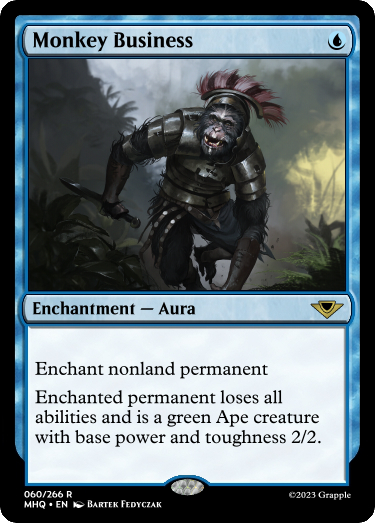 Monkey Business
Enchantment — Aura
Enchant nonland permanent
Enchanted permanent loses all
abilities and is a green Ape creature
with base power and toughness 2/2.
060/266 R
MHQ • EN Bartek Fedyczak
©2023 Grapple